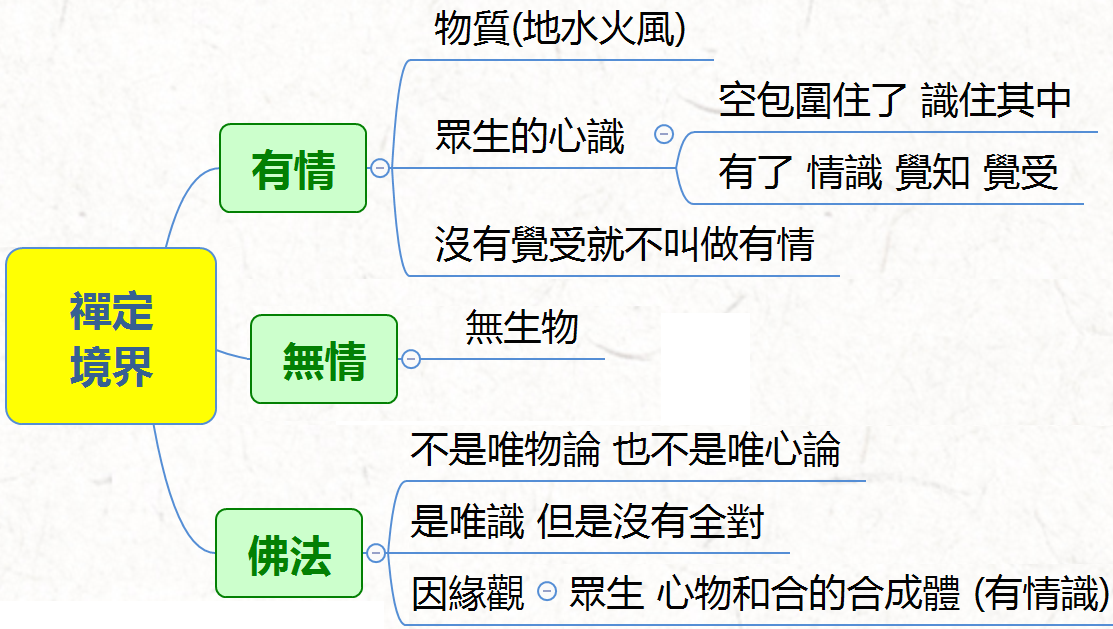 禪定
境界
有情
物質(地水火風)
眾生的心識
空包圍住了 識住其中
有了 情識 覺知 覺受
沒有覺受就不叫做有情
無情
無生物
佛法
不是唯物論 也不是唯心論
是唯識 但是沒有全對
因緣觀
眾生 心物和合的合成體 (有情識)